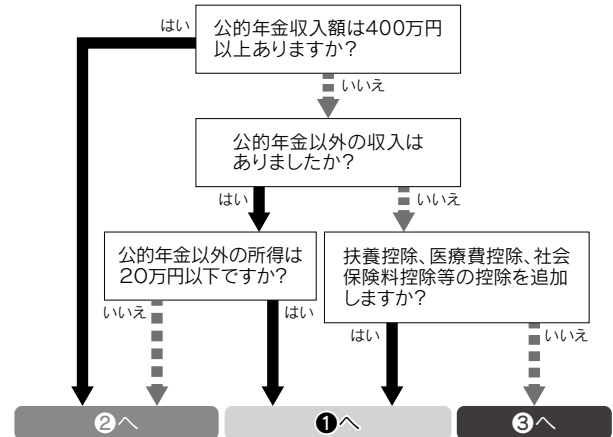 はい
公的年金収入額は400万円
以上ありますか?
いいえ
公的年金以外の収入は
ありましたか?
はい
いいえ
公的年金以外の所得は
20万円以下ですか?
扶養控除、医療費控除、社会
保険料控除等の控除を追加
しますか?
いいえ
はい
はい
いいえ
❷へ
❶へ
❸へ